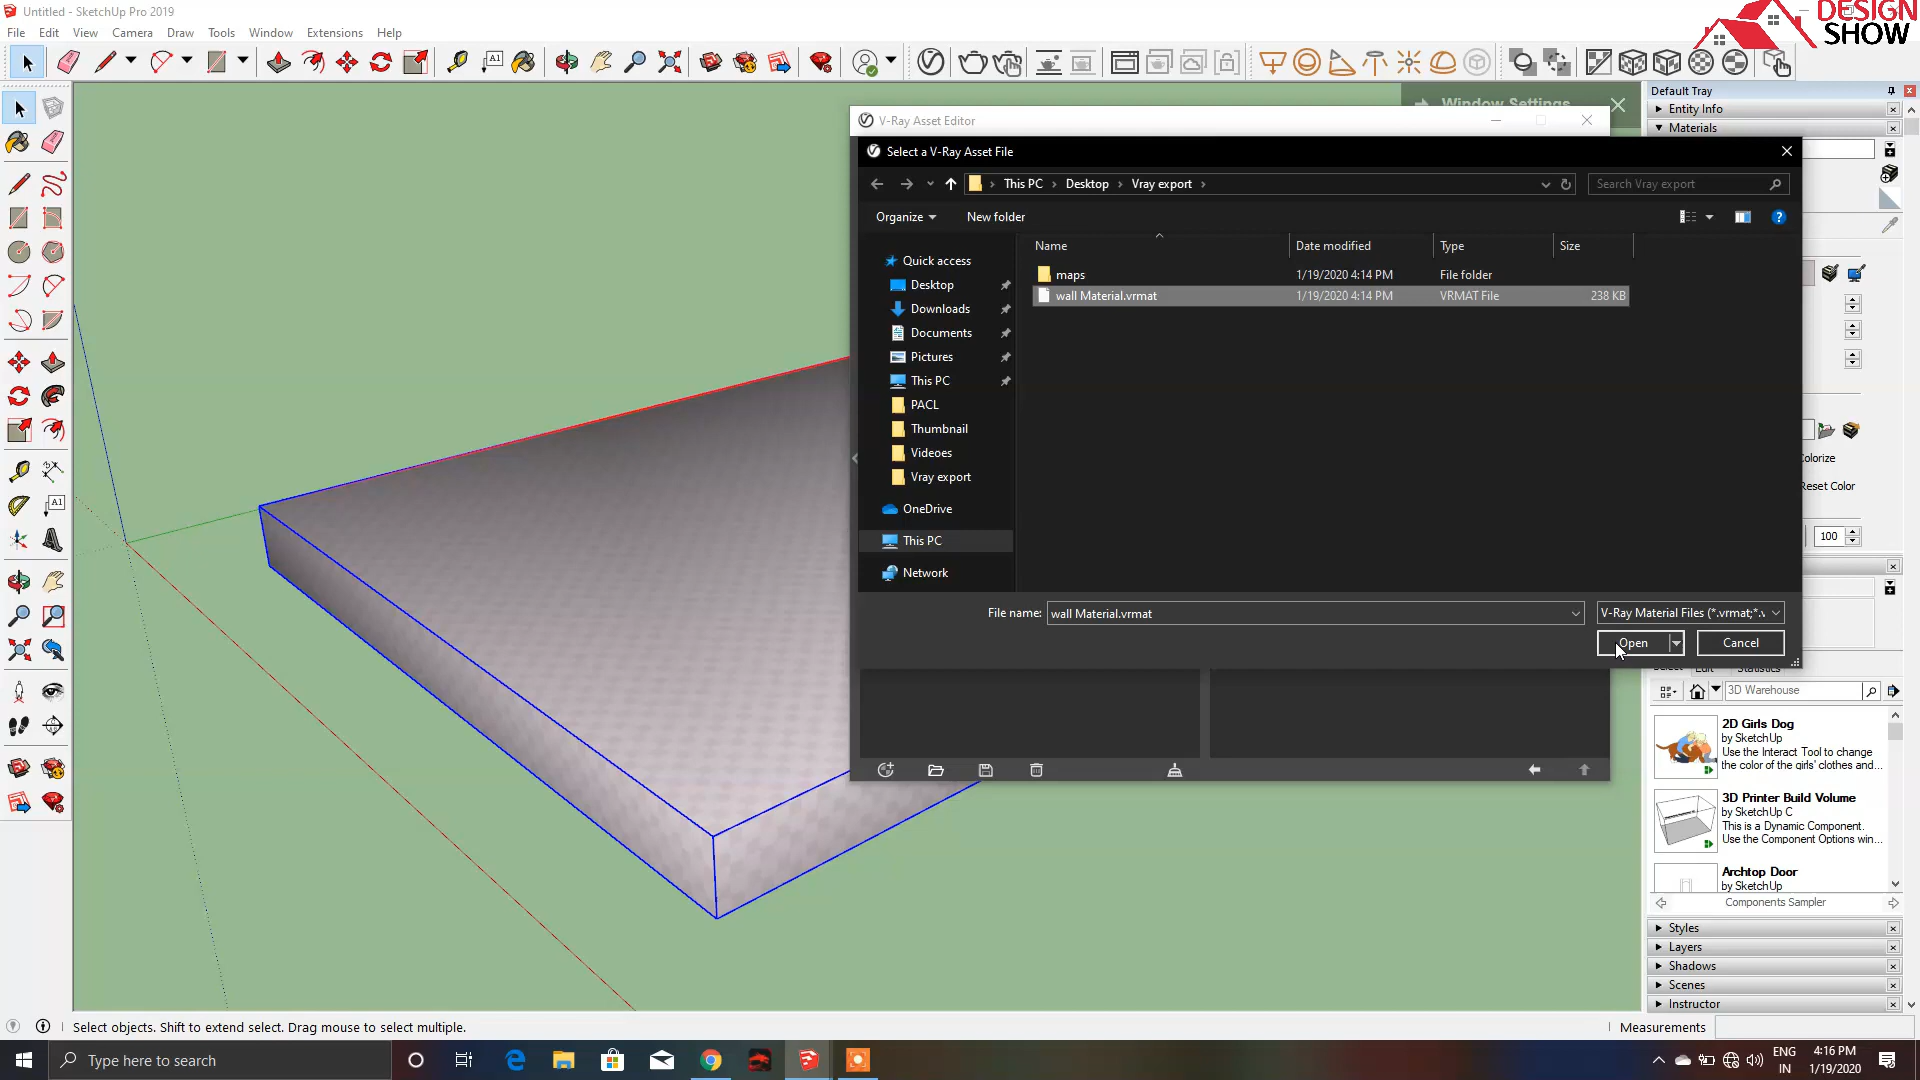 Untitled - SketchUp Pro 2019
DESIGN
SHOW
File Edit View Camera Draw Tools Window Extensions Help
A1
Window Settings
Default Tray
Entity Info
Materials
V-Ray Asset Editor
Select a V-Ray Asset File
This PC > Desktop > Vray export >
Search Vray export
Organize
New folder
Name
Date modified
Type
Size
Quick access
Desktop
Downloads
Documents
Pictures
This PC
PACL
Thumbnail
Videoes
Vray export
OneDrive
This PC
Network
maps 1/19/2020 4:14 PM File folder
wall Material.vrmat 1/19/2020 4:14 PM VRMAT File 238 KB
File name: wall Material.vrmat
V-Ray Material Files (*.vrmat;*.v
Open
Cancel
A1
Colorize
Reset Color
100
Select Edit Statistics
3D Warehouse
2D Girls Dog
by SketchUp
Use the Interact Tool to change
the color of the girls' clothes and...
3D Printer Build Volume
by SketchUp C
This is a Dynamic Component.
Use the Component Options win...
Archtop Door
by SketchUp
Components Sampler
Styles
Layers
Shadows
Scenes
Instructor
Select objects. Shift to extend select. Drag mouse to select multiple.
Measurements
Type here to search
ENG
IN
4:16 PM
1/19/2020